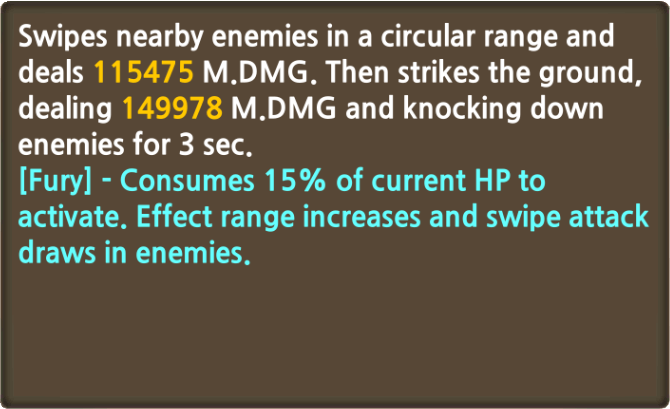 Swipes nearby enemies in a circular range and
deals 115475 M.DMG. Then strikes the ground,
dealing 149978 M.DMG and knocking down
enemies for 3 sec.
[Fury] - Consumes 15% of current HP to
activate. Effect range increases and swipe attack
draws in enemies.